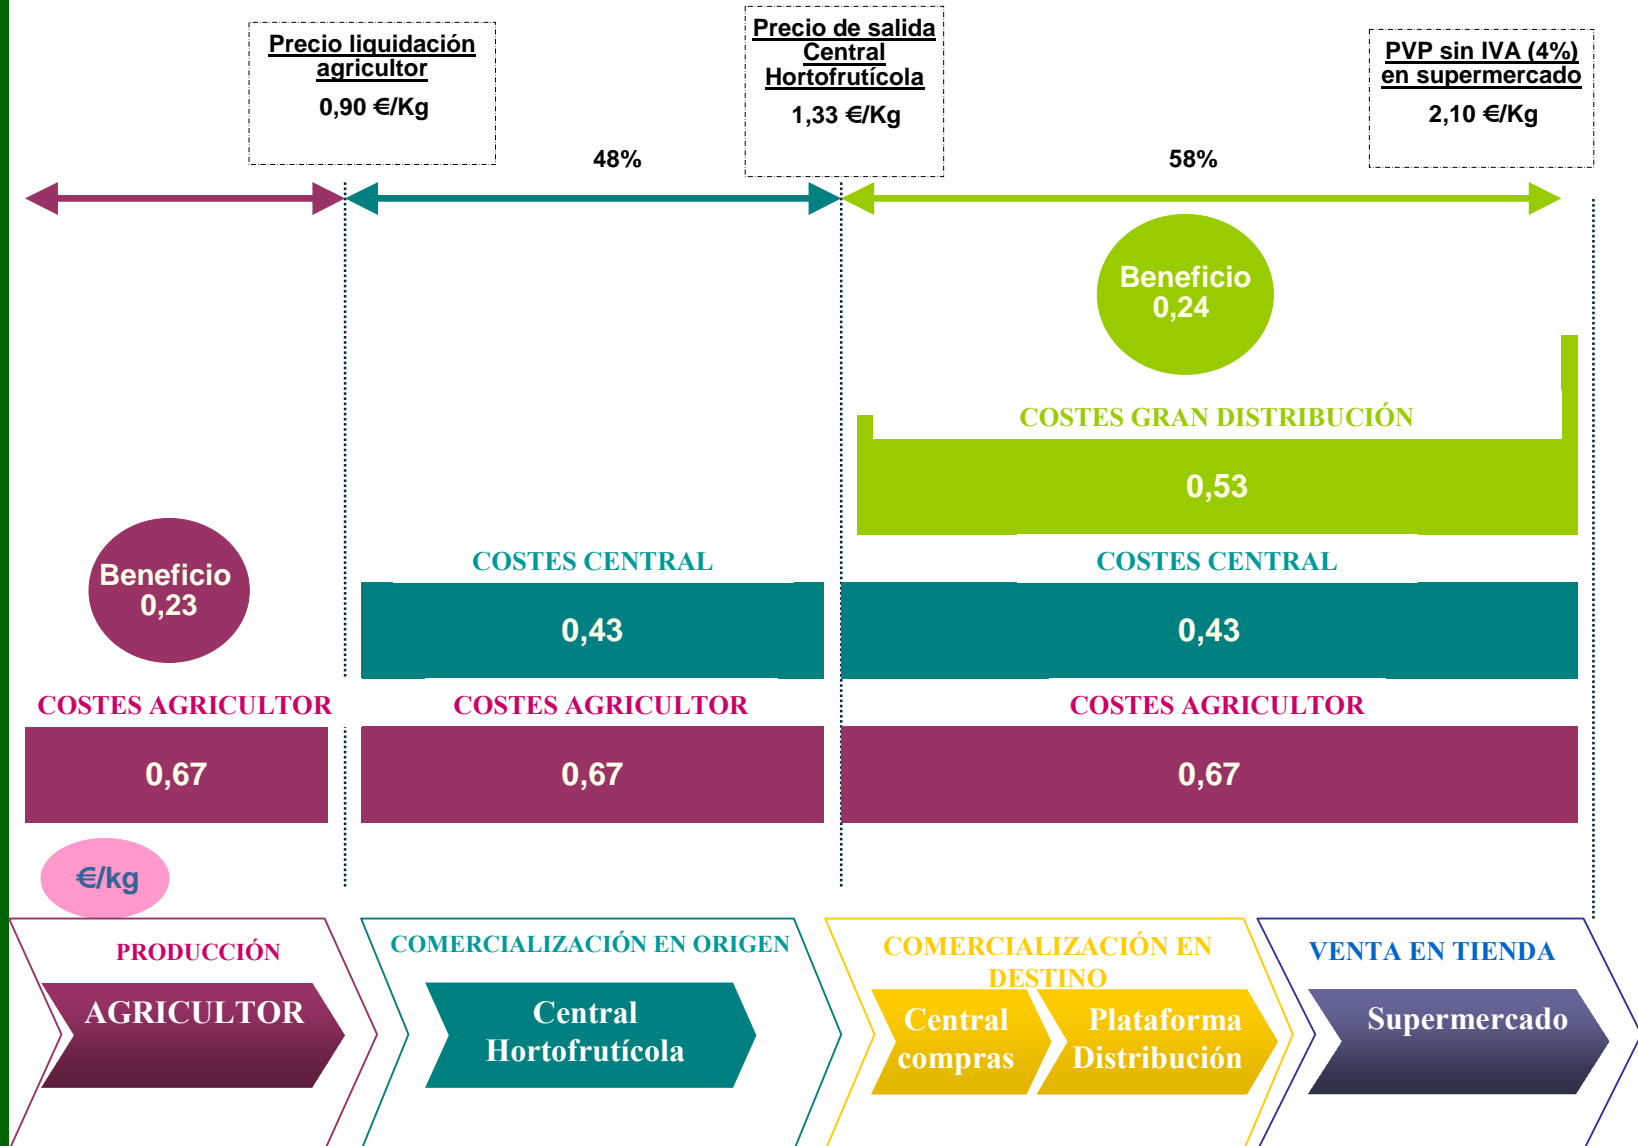 Precio liquidación
agricultor
0,90 €/Kg
Precio de salida
Central
Hortofrutícola
1,33 €/Kg
PVP sin IVA (4%)
en supermercado
2,10 €/Kg
48%
58%
Beneficio
0,24
COSTES GRAN DISTRIBUCIÓN
0,53
Beneficio
0,23
COSTES CENTRAL
COSTES CENTRAL
0,43
0,43
COSTES AGRICULTOR
COSTES AGRICULTOR
COSTES AGRICULTOR
0,67
0,67
0,67
€/kg
PRODUCCIÓN
AGRICULTOR
COMERCIALIZACIÓN EN ORIGEN
Central
Hortofrutícola
COMERCIALIZACIÓN EN
DESTINO
Central
compras
Plataforma
Distribución
VENTA EN TIENDA
Supermercado